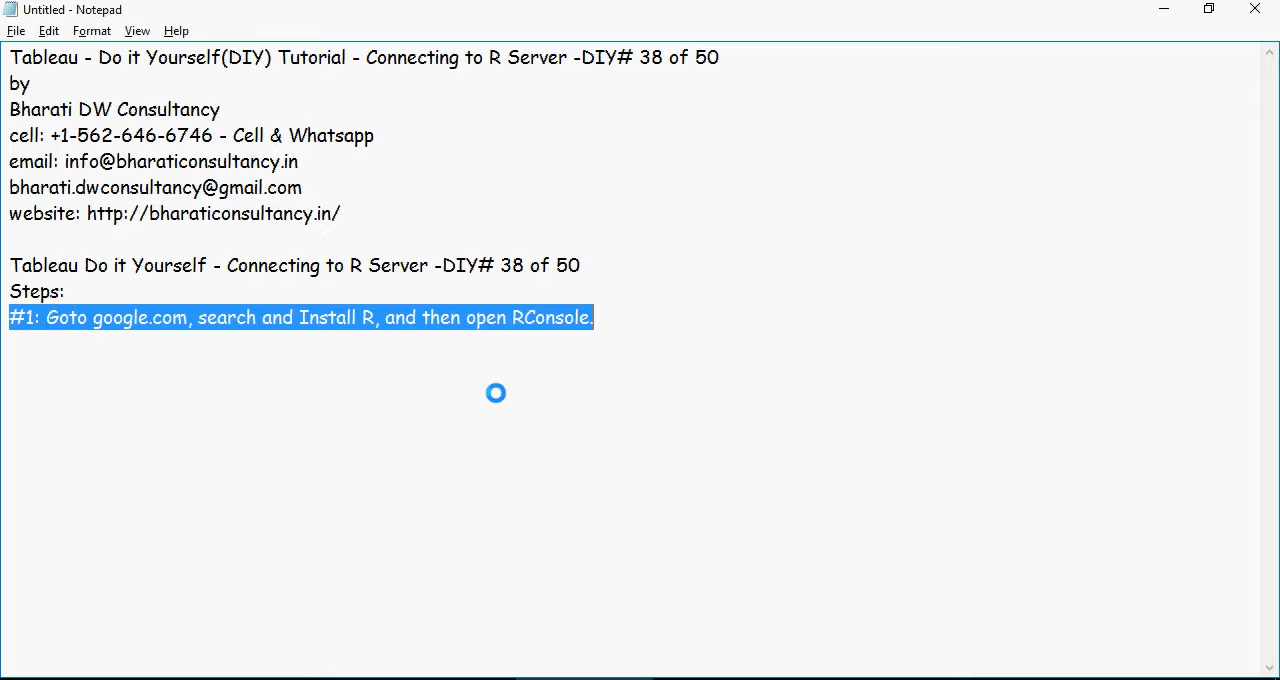 Untitled - Notepad
File Edit Format View Help
Tableau - Do it Yourself(DIY) Tutorial - Connecting to R Server -DIY# 38 of 50
by
Bharati DW Consultancy
cell: +1-562-646-6746 - Cell & Whatsapp
email: info@bharaticonsultancy.in
bharati.dwconsultancy@gmail.com
website: http://bharaticonsultancy.in/
Tableau Do it Yourself - Connecting to R Server -DIY# 38 of 50
Steps:
#1: Goto google.com, search and Install R, and then open RConsole.